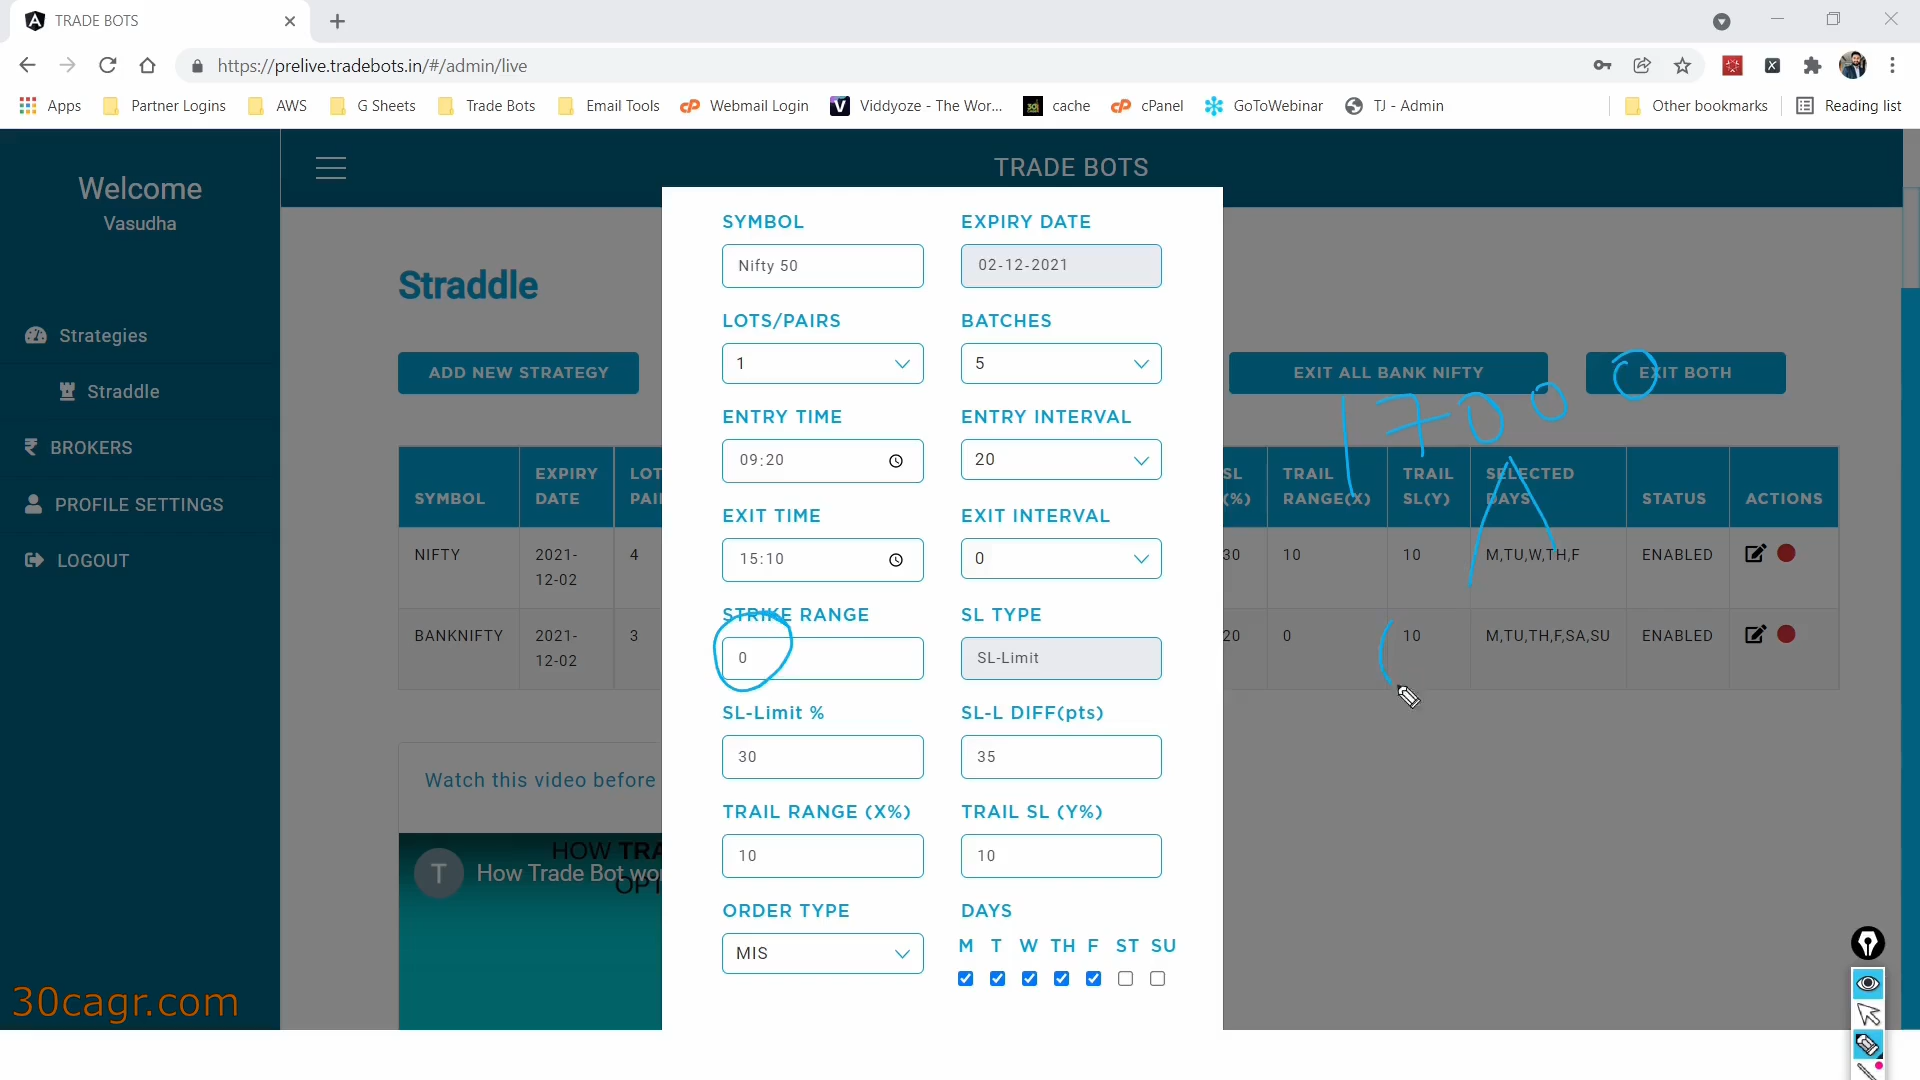 TRADE BOTS
https://prelive.tradebots.in/#/admin/live
Apps Partner Logins AWS G Sheets Trade Bots Email Tools Webmail Login Viddyoze - The Wor... cache cPanel GoToWebinar TJ - Admin Other bookmarks Reading list
Welcome
Vasudha
Strategies
Straddle
BROKERS
PROFILE SETTINGS
LOGOUT
TRADE BOTS
Straddle
ADD NEW STRATEGY
EXIT ALL BANK NIFTY
EXIT BOTH
17000
SYMBOL EXPIRY DATE LOT PAI SL (%) TRAIL RANGE(X) TRAIL SL(Y) SELECTED DAYS STATUS ACTIONS
NIFTY 2021-12-02 4 30 10 10 M,TU,W,TH,F ENABLED
BANKNIFTY 2021-12-02 3 20 0 10 M,TU,TH,F,SA,SU ENABLED
Watch this video before
T How Trade Bot wo
HOW TRA
OPT
SYMBOL EXPIRY DATE
Nifty 50 02-12-2021
LOTS/PAIRS BATCHES
1 5
ENTRY TIME ENTRY INTERVAL
09:20 20
EXIT TIME EXIT INTERVAL
15:10 0
STRIKE RANGE SL TYPE
0 SL-Limit
SL-Limit % SL-L DIFF(pts)
30 35
TRAIL RANGE (X%) TRAIL SL (Y%)
10 10
ORDER TYPE DAYS
MIS
M T W TH F ST SU
30cagr.com